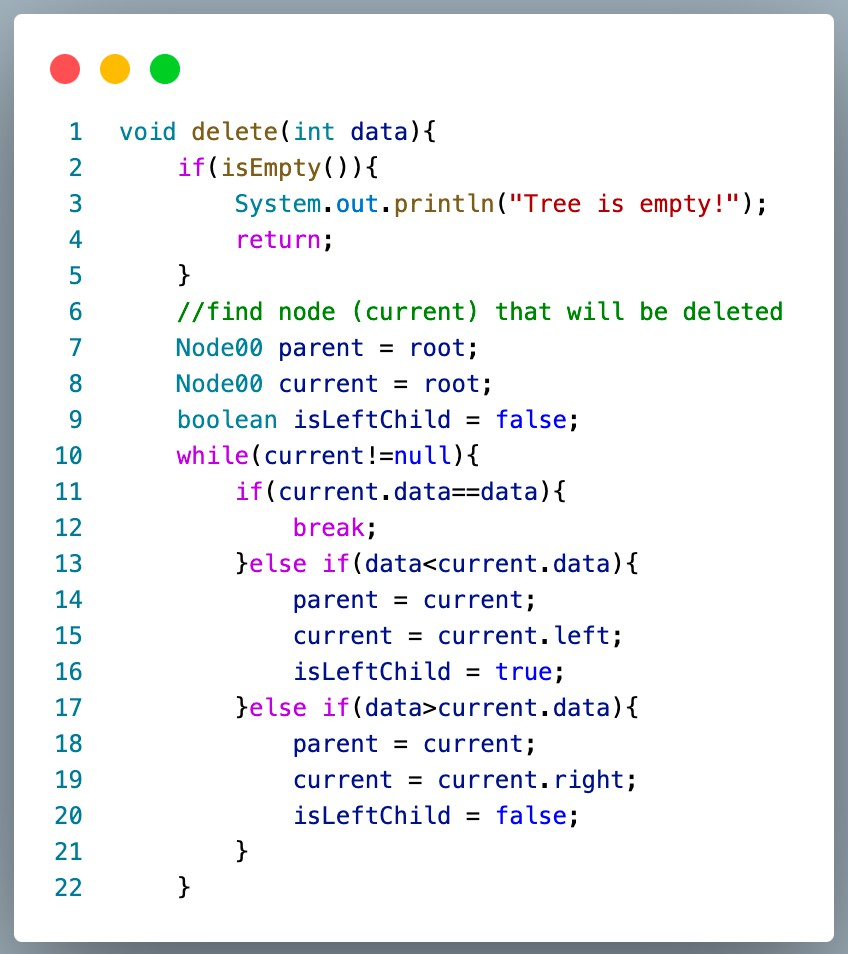 1 void delete(int data){
2     if(isEmpty()){
3         System.out.println("Tree is empty!");
4         return;
5     }
6     //find node (current) that will be deleted
7     Node00 parent = root;
8     Node00 current = root;
9     boolean isLeftChild = false;
10     while(current!=null){
11         if(current.data==data){
12             break;
13         }else if(data<current.data){
14             parent = current;
15             current = current.left;
16             isLeftChild = true;
17         }else if(data>current.data){
18             parent = current;
19             current = current.right;
20             isLeftChild = false;
21         }
22     }